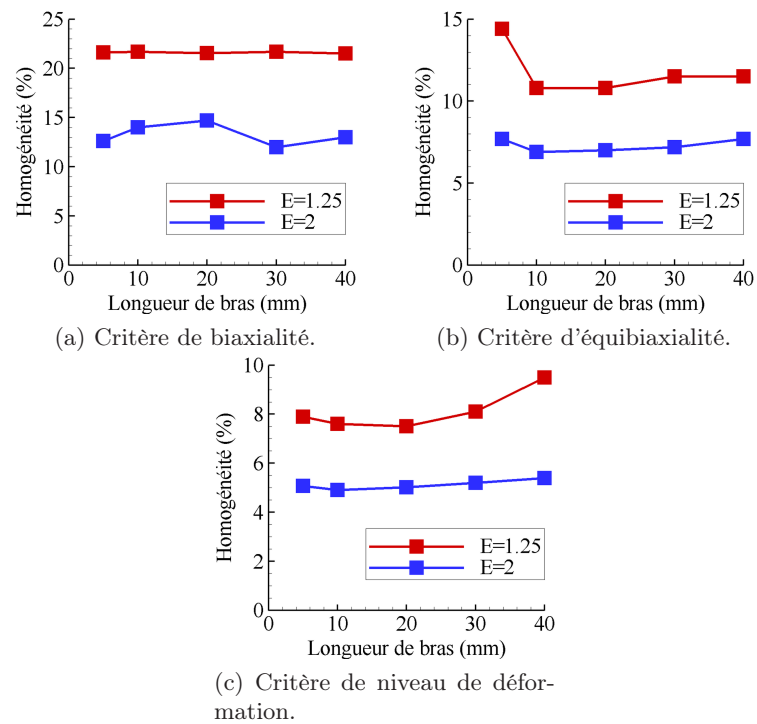 25
20
15
10
5
0
Homogénéité (%)
E=1.25
E=2
0 10 20 30 40
Longueur de bras (mm)
(a) Critère de biaxialité.
15
10
5
0
Homogénéité (%)
E=1.25
E=2
0 10 20 30 40
Longueur de bras (mm)
(b) Critère d'équibiaxialité.
10
8
6
4
2
0
Homogénéité (%)
E=1.25
E=2
0 10 20 30 40
Longueur de bras (mm)
(c) Critère de niveau de défor-
mation.